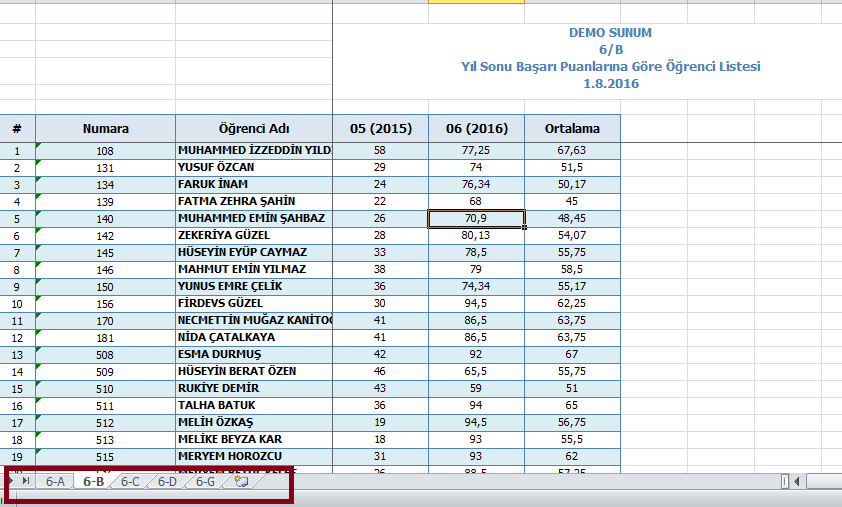 DEMO SUNUM
6/B
Yıl Sonu Başarı Puanlarına Göre Öğrenci Listesi
1.8.2016
# Numara Öğrenci Adı 05 (2015) 06 (2016) Ortalama
1 108 MUHAMMED İZZEDDİN YILD 58 77,25 67,63
2 131 YUSUF ÖZCAN 29 74 51,5
3 134 FARUK İNAM 24 76,34 50,17
4 139 FATMA ZEHRA ŞAHİN 22 68 45
5 140 MUHAMMED EMİN ŞAHBAZ 26 70,9 48,45
6 142 ZEKERİYA GÜZEL 28 80,13 54,07
7 145 HÜSEYİN EYÜP CAYMAZ 33 78,5 55,75
8 146 MAHMUT EMİN YILMAZ 38 79 58,5
9 150 YUNUS EMRE ÇELİK 36 74,34 55,17
10 156 FİRDEVS GÜZEL 30 94,5 62,25
11 170 NECMETTİN MUĞAZ KANİTOĞ 41 86,5 63,75
12 181 NİDA ÇATALKAYA 41 86,5 63,75
13 508 ESMA DURMUŞ 42 92 67
14 509 HÜSEYİN BERAT ÖZEN 46 65,5 55,75
15 510 RUKİYE DEMİR 43 59 51
16 511 TALHA BATUK 36 94 65
17 512 MELİH ÖZKAŞ 19 94,5 56,75
18 513 MELİKE BEYZA KAR 18 93 55,5
19 515 MERYEM HOROZCU 31 93 62
26 88,5 57,25
6-A 6-B 6-C 6-D 6-G